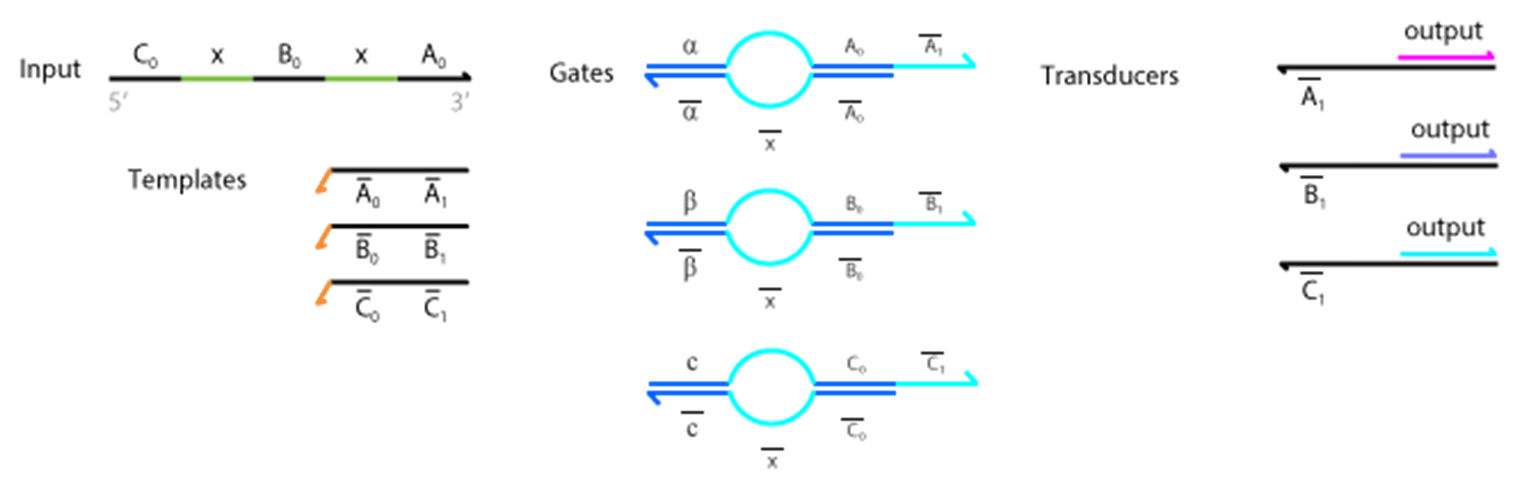 Input
C₀ x B₀ x A₀
5′ 3′
Templates
A̅₀ A̅₁
B̅₀ B̅₁
C̅₀ C̅₁
Gates
α A₀ A̅₁
α̅ A̅₀
x̅
β B₀ B̅₁
β̅ B̅₀
x̅
c C₀ C̅₁
c̅ C̅₀
x̅
Transducers
output
A̅₁
output
B̅₁
output
C̅₁